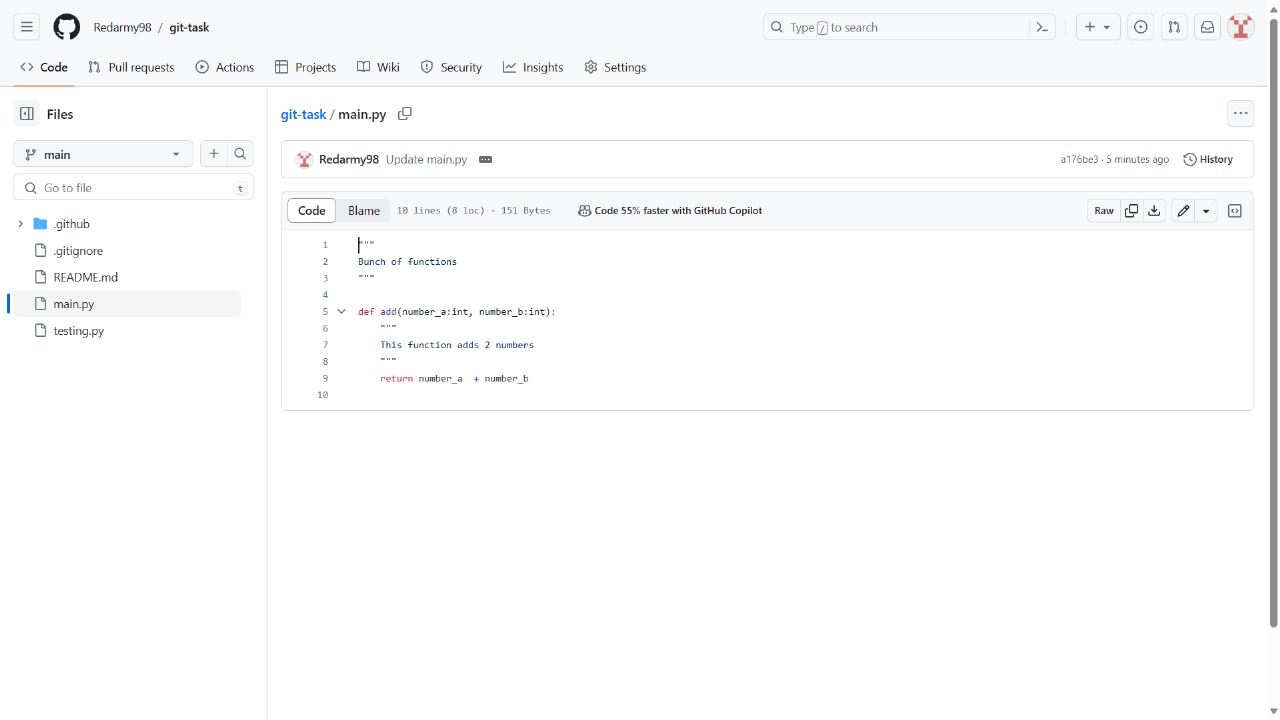 Redarmy98 / git-task
Type / to search
Code
Pull requests
Actions
Projects
Wiki
Security
Insights
Settings
Files
main
Go to file
t
.github
.gitignore
README.md
main.py
testing.py
git-task / main.py
Redarmy98 Update main.py
a176be3 · 5 minutes ago
History
Code
Blame
10 lines (8 loc) · 151 Bytes
Code 55% faster with GitHub Copilot
Raw
1 """
2 Bunch of functions
3 """
4
5 def add(number_a:int, number_b:int):
6     """
7     This function adds 2 numbers
8     """
9     return number_a  + number_b
10